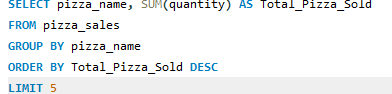 SELECT pizza_name, SUM(quantity) AS Total_Pizza_Sold
FROM pizza_sales
GROUP BY pizza_name
ORDER BY Total_Pizza_Sold DESC
LIMIT 5